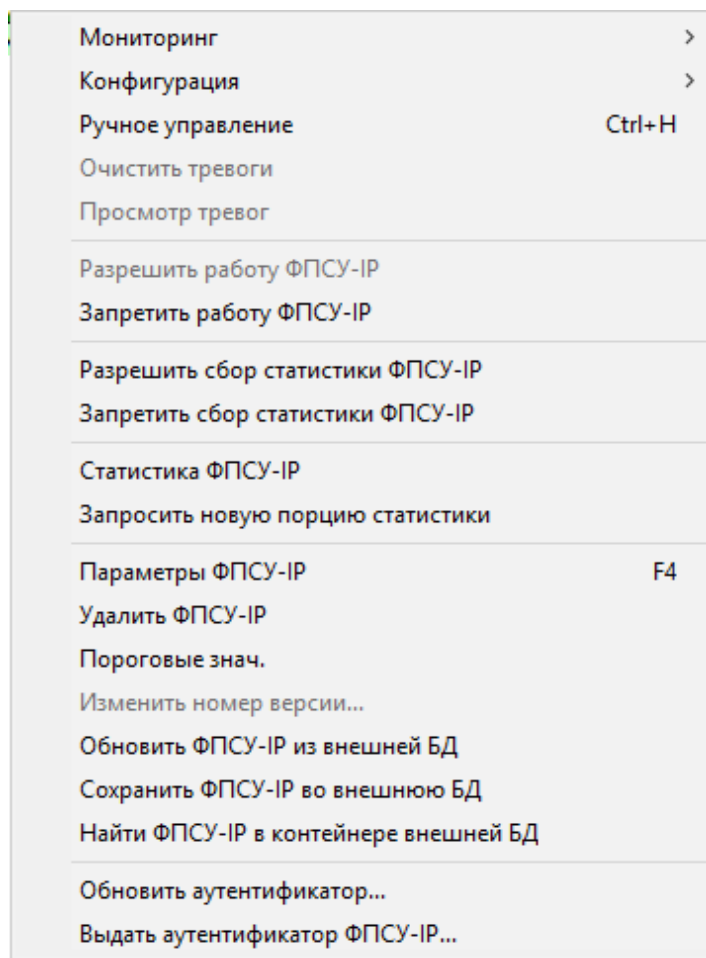 Мониторинг
Конфигурация
Ручное управление Ctrl+H
Очистить тревоги
Просмотр тревог
Разрешить работу ФПСУ-IP
Запретить работу ФПСУ-IP
Разрешить сбор статистики ФПСУ-IP
Запретить сбор статистики ФПСУ-IP
Статистика ФПСУ-IP
Запросить новую порцию статистики
Параметры ФПСУ-IP F4
Удалить ФПСУ-IP
Пороговые знач.
Изменить номер версии...
Обновить ФПСУ-IP из внешней БД
Сохранить ФПСУ-IP во внешнюю БД
Найти ФПСУ-IP в контейнере внешней БД
Обновить аутентификатор...
Выдать аутентификатор ФПСУ-IP...